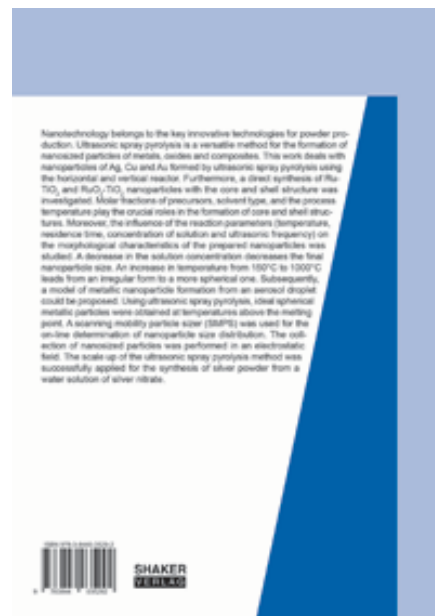 Nanotechnology belongs to the key innovative technologies for powder pro-
duction. Ultrasonic spray pyrolysis is a versatile method for the formation of
nanosized particles of metals, oxides and composites. This work deals with
nanoparticles of Ag, Cu and Au formed by ultrasonic spray pyrolysis using
the horizontal and vertical reactor. Furthermore, a direct synthesis of Ru-
TiO₂ and RuO₂-TiO₂ nanoparticles with the core and shell structure was
investigated. Molar fractions of precursors, solvent type, and the process
temperature play the crucial roles in the formation of core and shell struc-
tures. Moreover, the influence of the reaction parameters (temperature,
residence time, concentration of solution and ultrasonic frequency) on
the morphological characteristics of the prepared nanoparticles was
studied. A decrease in the solution concentration decreases the final
nanoparticle size. An increase in temperature from 150°C to 1000°C
leads from an irregular form to a more spherical one. Subsequently,
a model of metallic nanoparticle formation from an aerosol droplet
could be proposed. Using ultrasonic spray pyrolysis, ideal spherical
metallic particles were obtained at temperatures above the melting
point. A scanning mobility particle sizer (SMPS) was used for the
on-line determination of nanoparticle size distribution. The coll-
ection of nanosized particles was performed in an electrostatic
field. The scale up of the ultrasonic spray pyrolysis method was
successfully applied for the synthesis of silver powder from a
water solution of silver nitrate.
SHAKER
VERLAG